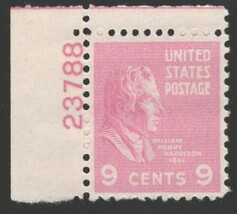 23788
UNITED
STATES
POSTAGE
WILLIAM
HENRY
HARRISON
1841
9 CENTS 9